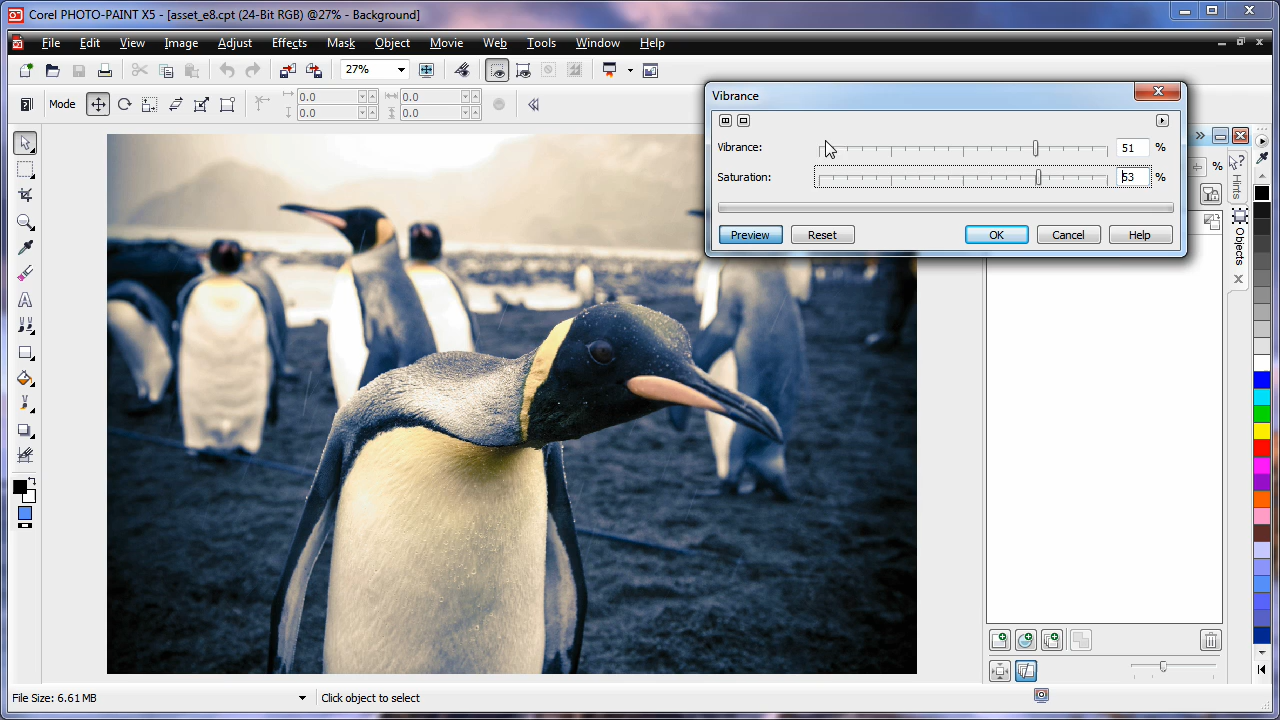 Corel PHOTO-PAINT X5 - [asset_e8.cpt (24-Bit RGB) @27% - Background]
File Edit View Image Adjust Effects Mask Object Movie Web Tools Window Help
27%
Mode
0.0
0.0
0.0
0.0
Vibrance
Vibrance:
51 %
Saturation:
53 %
Preview
Reset
OK
Cancel
Help
%
Hints
Objects
File Size: 6.61 MB
Click object to select